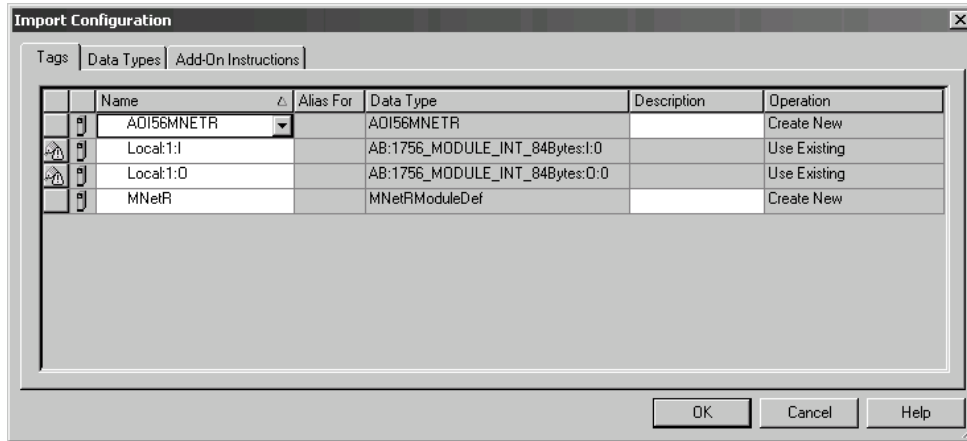 Import Configuration
Tags Data Types Add-On Instructions
Name Alias For Data Type Description Operation
AOI56MNETR AOI56MNETR Create New
Local:1:I AB:1756_MODULE_INT_84Bytes:I:0 Use Existing
Local:1:O AB:1756_MODULE_INT_84Bytes:O:0 Use Existing
MNetR MNetRModuleDef Create New
OK Cancel Help